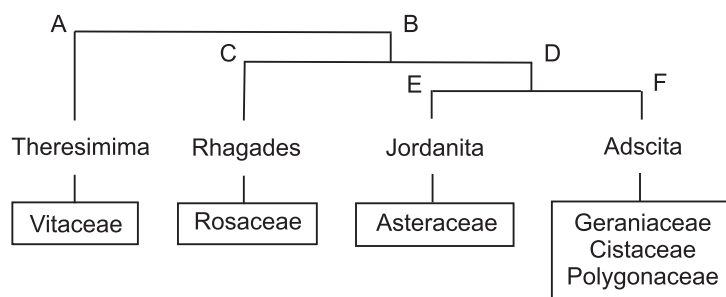 A
B
C
D
E
F
Theresimima
Rhagades
Jordanita
Adscita
Vitaceae
Rosaceae
Asteraceae
Geraniaceae
Cistaceae
Polygonaceae